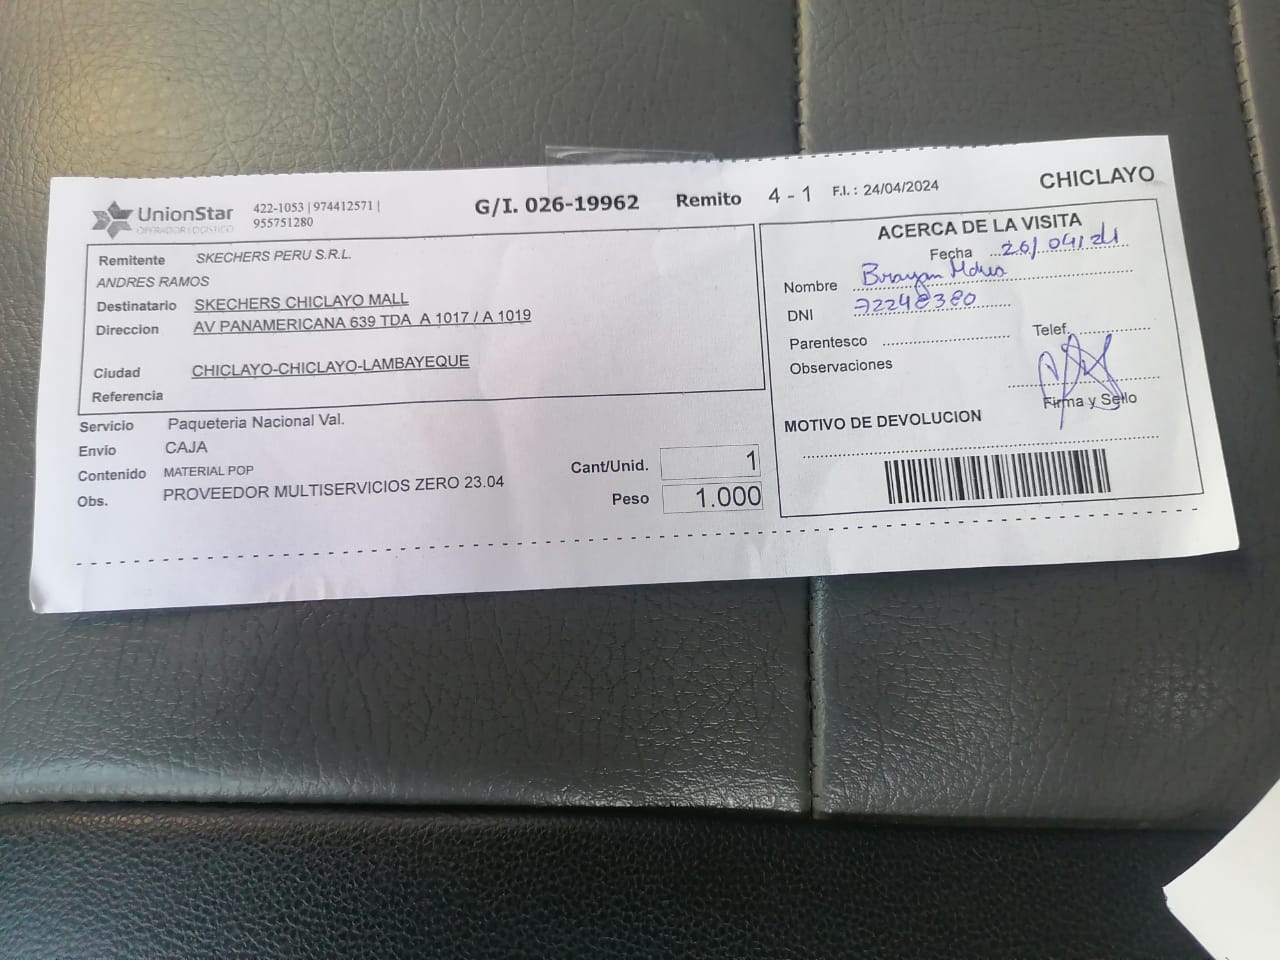 UnionStar
OPERADOR LOGISTICO
422-1053 | 974412571 |
955751280
G/I. 026-19962 Remito 4 - 1 F.I.: 24/04/2024 CHICLAYO
Remitente SKECHERS PERU S.R.L.
ANDRES RAMOS
Destinatario SKECHERS CHICLAYO MALL
Direccion AV PANAMERICANA 639 TDA A 1017 / A 1019
Ciudad CHICLAYO-CHICLAYO-LAMBAYEQUE
Referencia
Servicio Paqueteria Nacional Val.
Envio CAJA
Contenido MATERIAL POP
Obs. PROVEEDOR MULTISERVICIOS ZERO 23.04
Cant/Unid. 1
Peso 1.000
ACERCA DE LA VISITA
Fecha 26/04/24
Nombre Brayan
DNI 72248380
Parentesco Telef.
Observaciones
Firma y Sello
MOTIVO DE DEVOLUCION